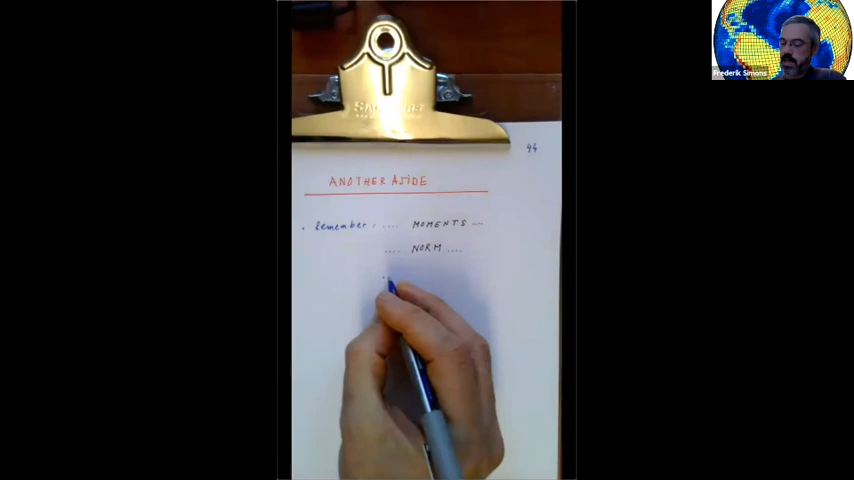 Frederik Simons
44
ANOTHER ASIDE
. Remember : .... MOMENTS ...
.... NORM ....